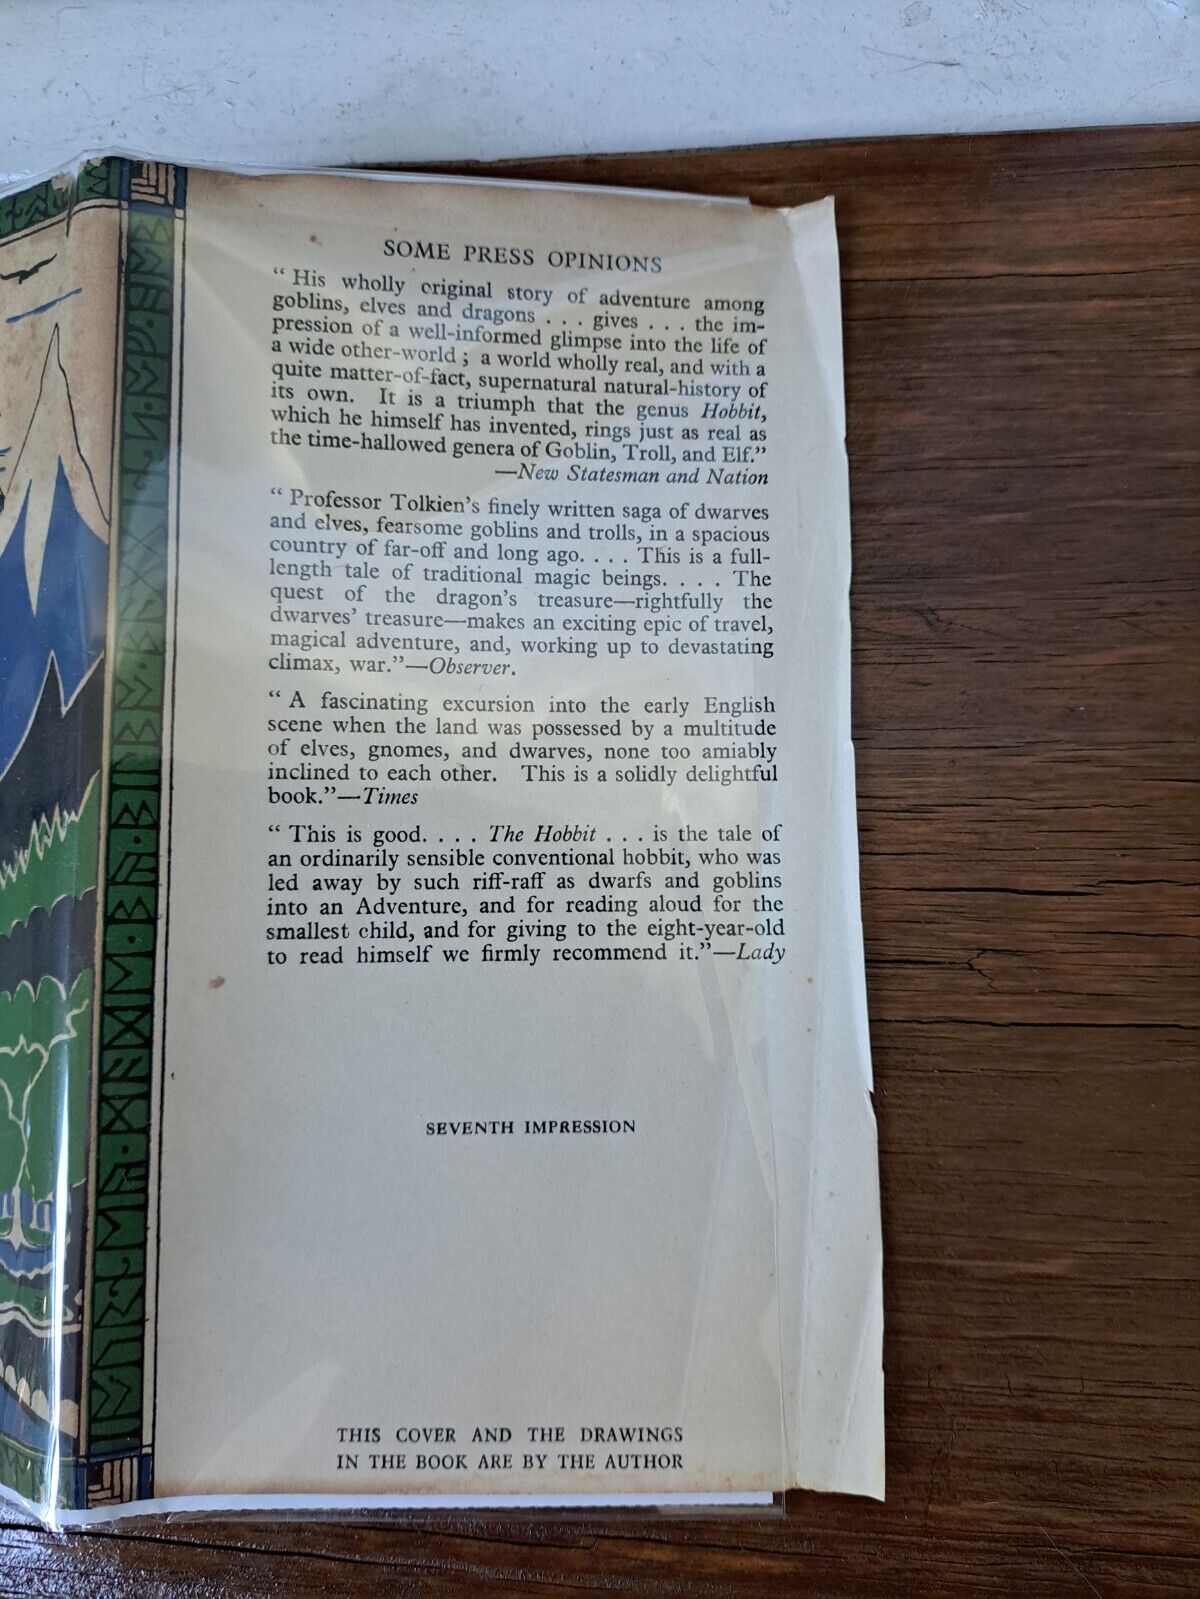 SOME PRESS OPINIONS
“ His wholly original story of adventure among
goblins, elves and dragons . . . gives . . . the im-
pression of a well-informed glimpse into the life of
a wide other-world ; a world wholly real, and with a
quite matter-of-fact, supernatural natural-history of
its own. It is a triumph that the genus Hobbit,
which he himself has invented, rings just as real as
the time-hallowed genera of Goblin, Troll, and Elf.”
—New Statesman and Nation
“ Professor Tolkien’s finely written saga of dwarves
and elves, fearsome goblins and trolls, in a spacious
country of far-off and long ago. . . . This is a full-
length tale of traditional magic beings. . . . The
quest of the dragon’s treasure—rightfully the
dwarves’ treasure—makes an exciting epic of travel,
magical adventure, and, working up to devastating
climax, war.”—Observer.
“ A fascinating excursion into the early English
scene when the land was possessed by a multitude
of elves, gnomes, and dwarves, none too amiably
inclined to each other. This is a solidly delightful
book.”—Times
“ This is good. . . . The Hobbit . . . is the tale of
an ordinarily sensible conventional hobbit, who was
led away by such riff-raff as dwarfs and goblins
into an Adventure, and for reading aloud for the
smallest child, and for giving to the eight-year-old
to read himself we firmly recommend it.”—Lady
SEVENTH IMPRESSION
THIS COVER AND THE DRAWINGS
IN THE BOOK ARE BY THE AUTHOR